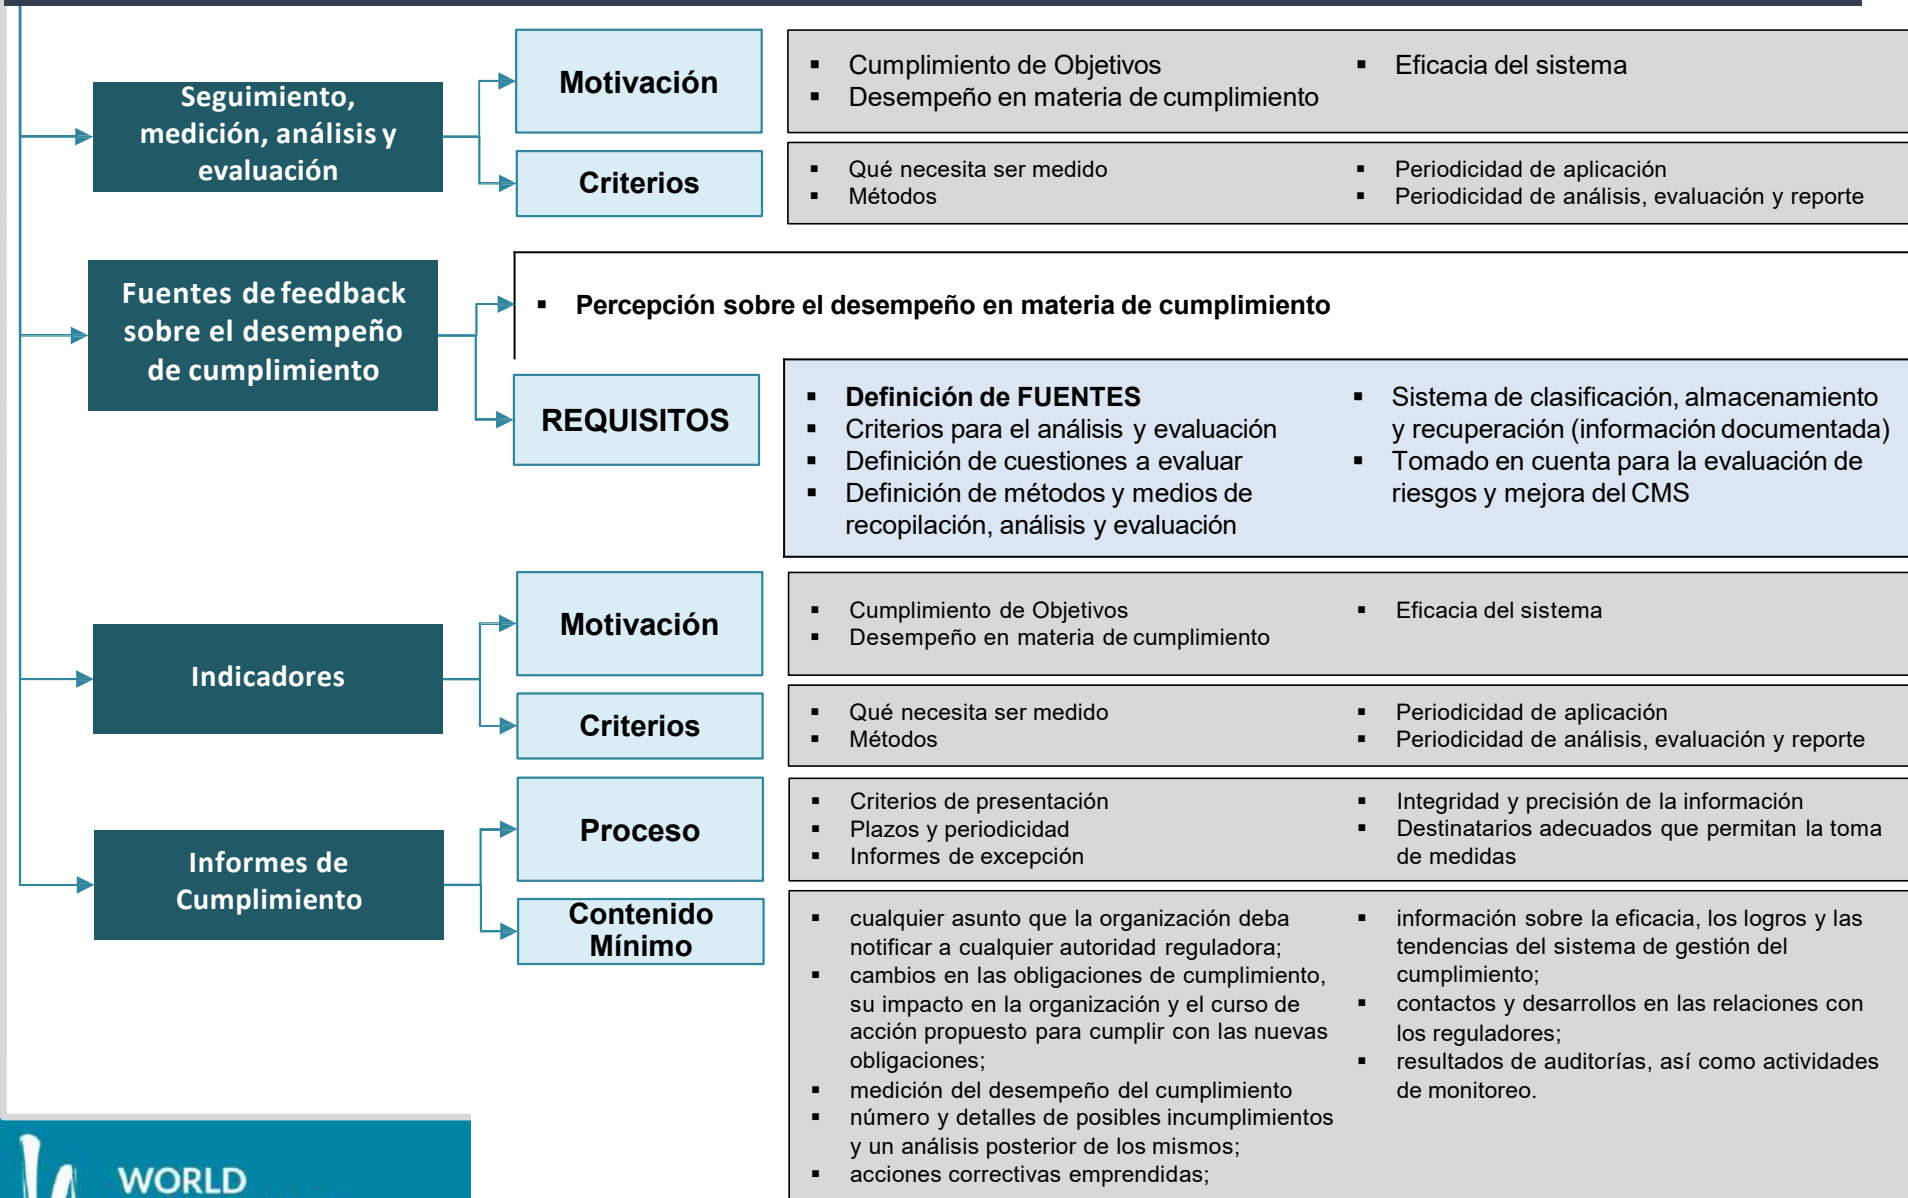 Seguimiento,
medición, análisis y
evaluación
Motivación
▪ Cumplimiento de Objetivos
▪ Desempeño en materia de cumplimiento
▪ Eficacia del sistema
Criterios
▪ Qué necesita ser medido
▪ Métodos
▪ Periodicidad de aplicación
▪ Periodicidad de análisis, evaluación y reporte
Fuentes de feedback
sobre el desempeño
de cumplimiento
▪ Percepción sobre el desempeño en materia de cumplimiento
REQUISITOS
▪ Definición de FUENTES
▪ Criterios para el análisis y evaluación
▪ Definición de cuestiones a evaluar
▪ Definición de métodos y medios de
recopilación, análisis y evaluación
▪ Sistema de clasificación, almacenamiento
y recuperación (información documentada)
▪ Tomado en cuenta para la evaluación de
riesgos y mejora del CMS
Indicadores
Motivación
▪ Cumplimiento de Objetivos
▪ Desempeño en materia de cumplimiento
▪ Eficacia del sistema
Criterios
▪ Qué necesita ser medido
▪ Métodos
▪ Periodicidad de aplicación
▪ Periodicidad de análisis, evaluación y reporte
Informes de
Cumplimiento
Proceso
▪ Criterios de presentación
▪ Plazos y periodicidad
▪ Informes de excepción
▪ Integridad y precisión de la información
▪ Destinatarios adecuados que permitan la toma
de medidas
Contenido
Mínimo
▪ cualquier asunto que la organización deba
notificar a cualquier autoridad reguladora;
▪ cambios en las obligaciones de cumplimiento,
su impacto en la organización y el curso de
acción propuesto para cumplir con las nuevas
obligaciones;
▪ medición del desempeño del cumplimiento
▪ número y detalles de posibles incumplimientos
y un análisis posterior de los mismos;
▪ acciones correctivas emprendidas;
▪ información sobre la eficacia, los logros y las
tendencias del sistema de gestión del
cumplimiento;
▪ contactos y desarrollos en las relaciones con
los reguladores;
▪ resultados de auditorías, así como actividades
de monitoreo.
WORLD